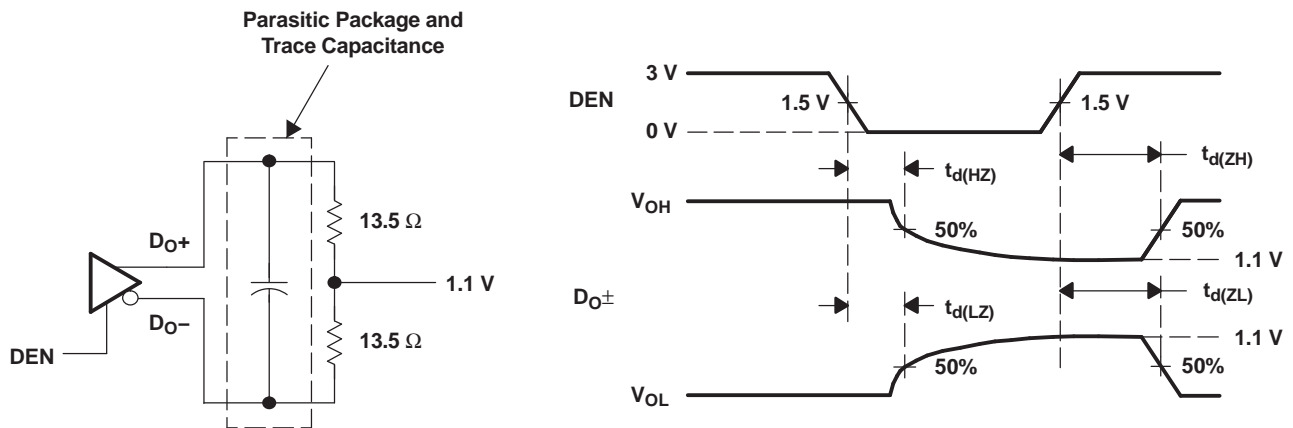 Parasitic Package and
Trace Capacitance
DO+
DO−
DEN
13.5 Ω
1.1 V
13.5 Ω
DEN
3 V
1.5 V
1.5 V
0 V
td(HZ)
td(ZH)
VOH
50%
50%
1.1 V
DO±
td(LZ)
td(ZL)
1.1 V
50%
50%
VOL